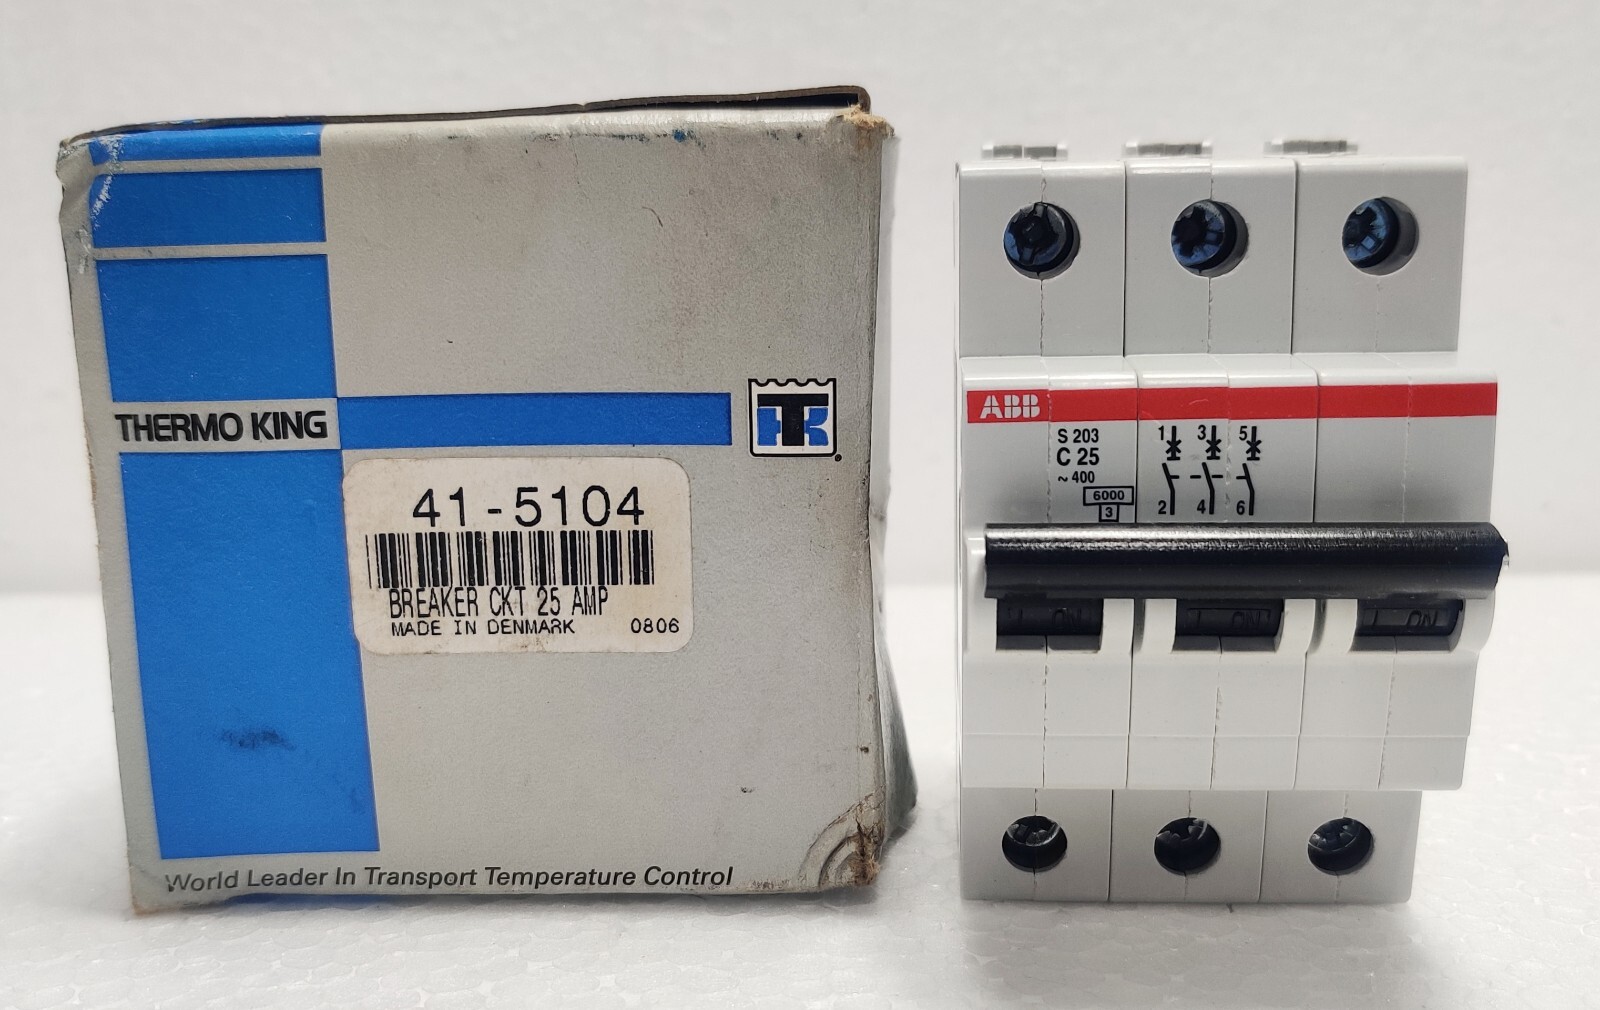 THERMO KING
TK
41-5104
BREAKER CKT 25 AMP
MADE IN DENMARK 0806
World Leader In Transport Temperature Control
ABB
S 203
C 25
~ 400
6000
3
1 3 5
2 4 6
ON
I ON
I ON